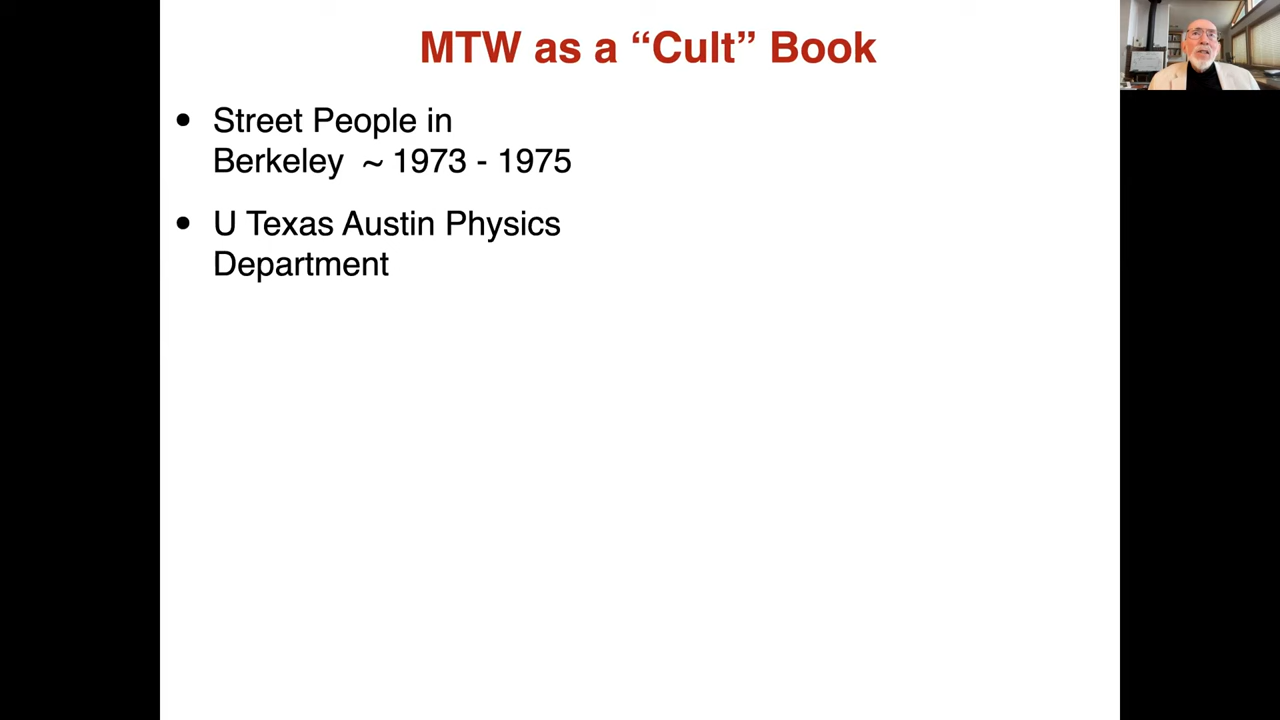 MTW as a “Cult” Book
• Street People in
Berkeley ~ 1973 - 1975
• U Texas Austin Physics
Department